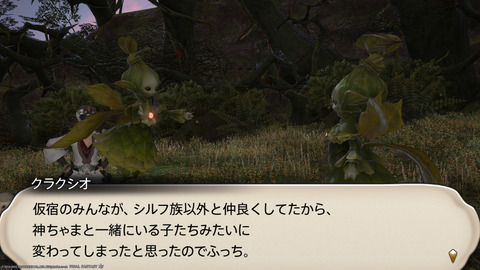 クラクシオ
仮宿のみんなが、シルフ族以外と仲良くしてたから、
神ちゃまと一緒にいる子たちみたいに
変わってしまったと思ったのでふっち。
FINAL FANTASY XIV